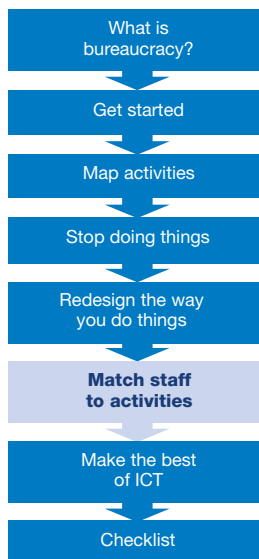 What is
bureaucracy?
Get started
Map activities
Stop doing things
Redesign the way
you do things
Match staff
to activities
Make the best
of ICT
Checklist